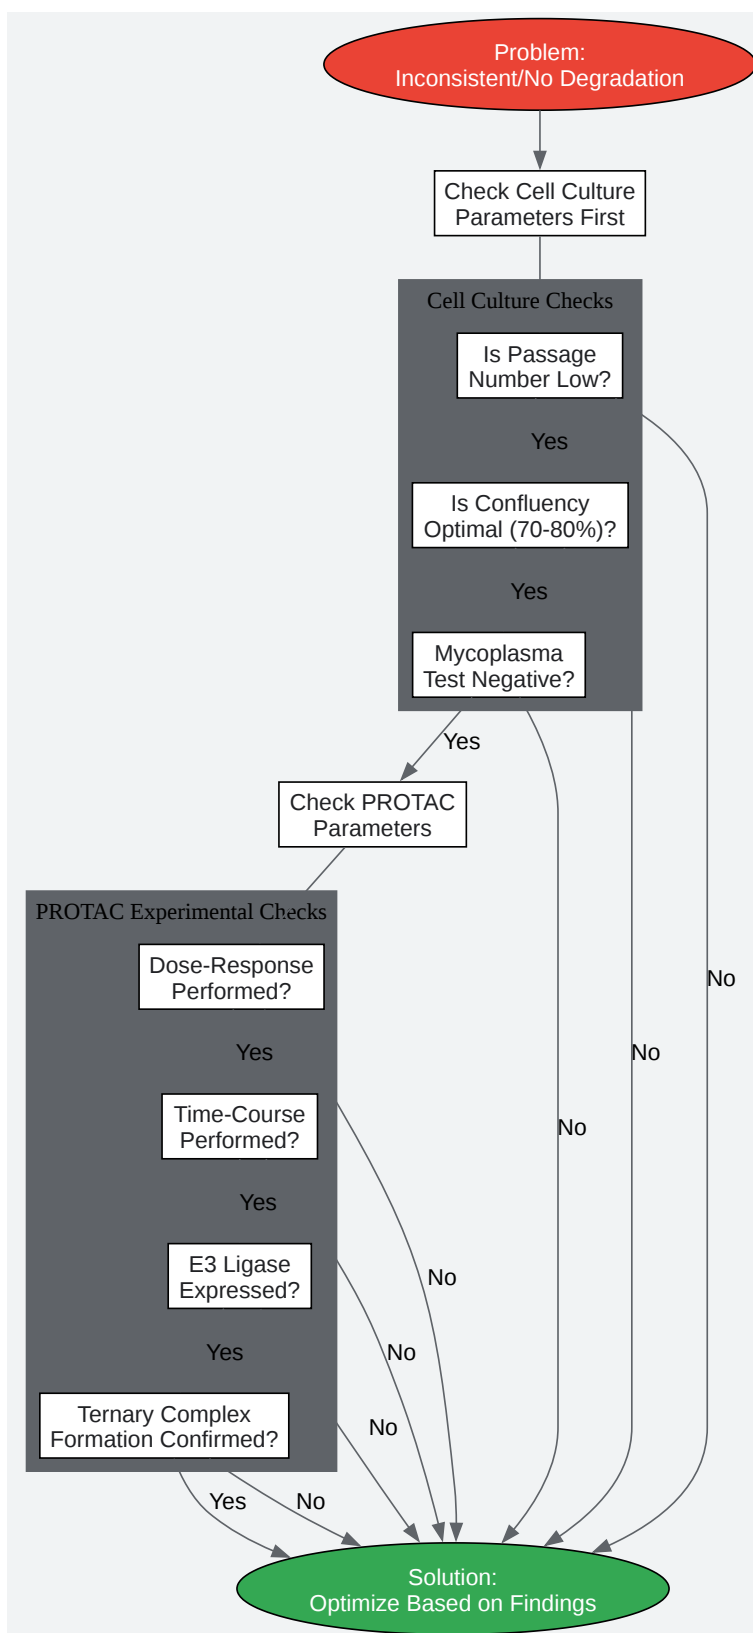 Problem:
Inconsistent/No Degradation
Check Cell Culture
Parameters First
Cell Culture Checks
Is Passage
Number Low?
Yes
Is Confluency
Optimal (70-80%)?
Yes
Mycoplasma
Test Negative?
Yes
Check PROTAC
Parameters
PROTAC Experimental Checks
Dose-Response
Performed?
No
Yes
No
Time-Course
Performed?
No
Yes
E3 Ligase
Expressed?
No
Yes
No
Ternary Complex
Formation Confirmed?
No
Yes
No
Solution:
Optimize Based on Findings